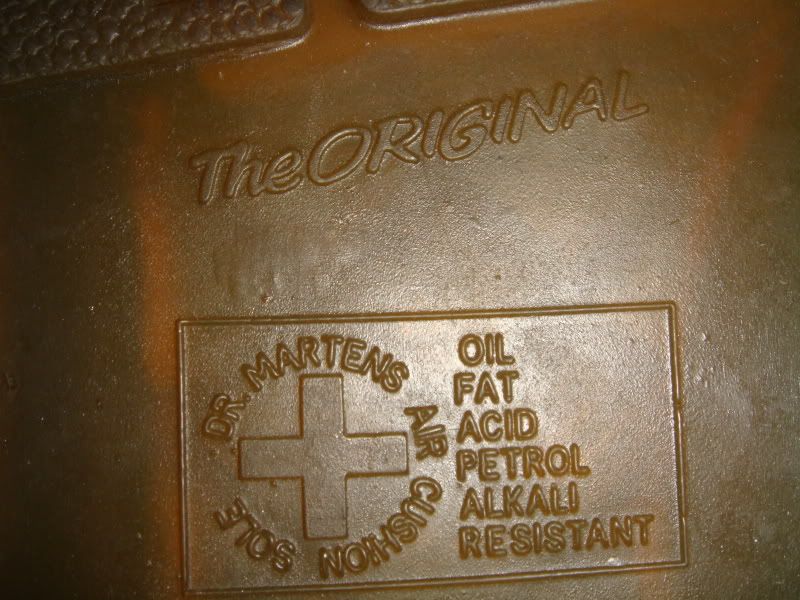 The ORIGINAL
DR. MARTENS AIR CUSHION SOLE
OIL
FAT
ACID
PETROL
ALKALI
RESISTANT